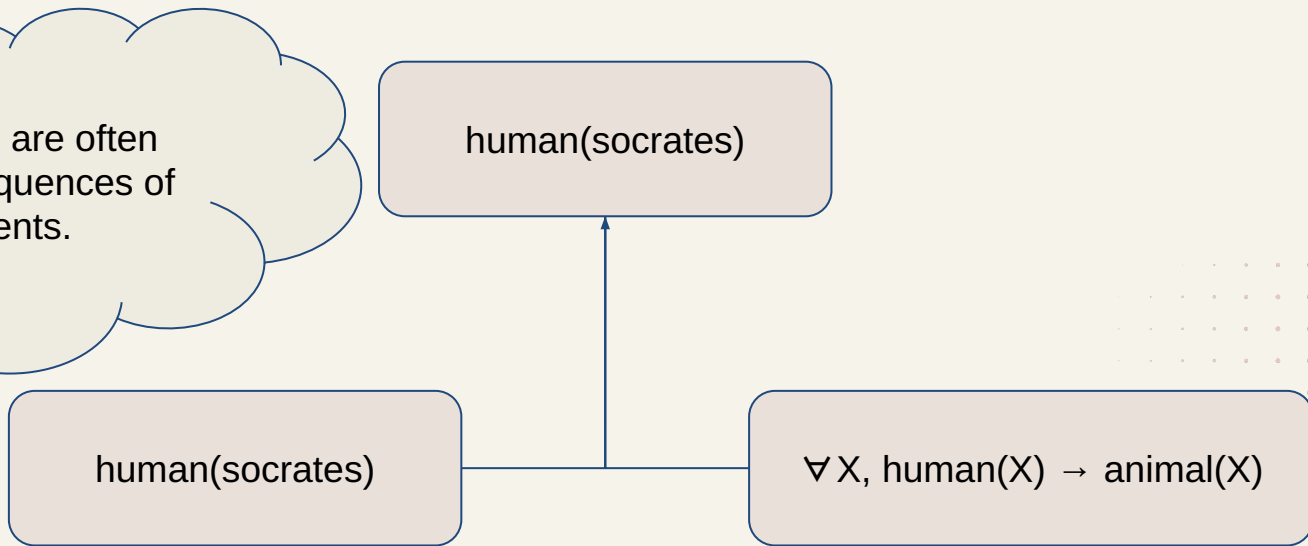 are often
quences of
ents.
human(socrates)
human(socrates)
∀X, human(X) → animal(X)